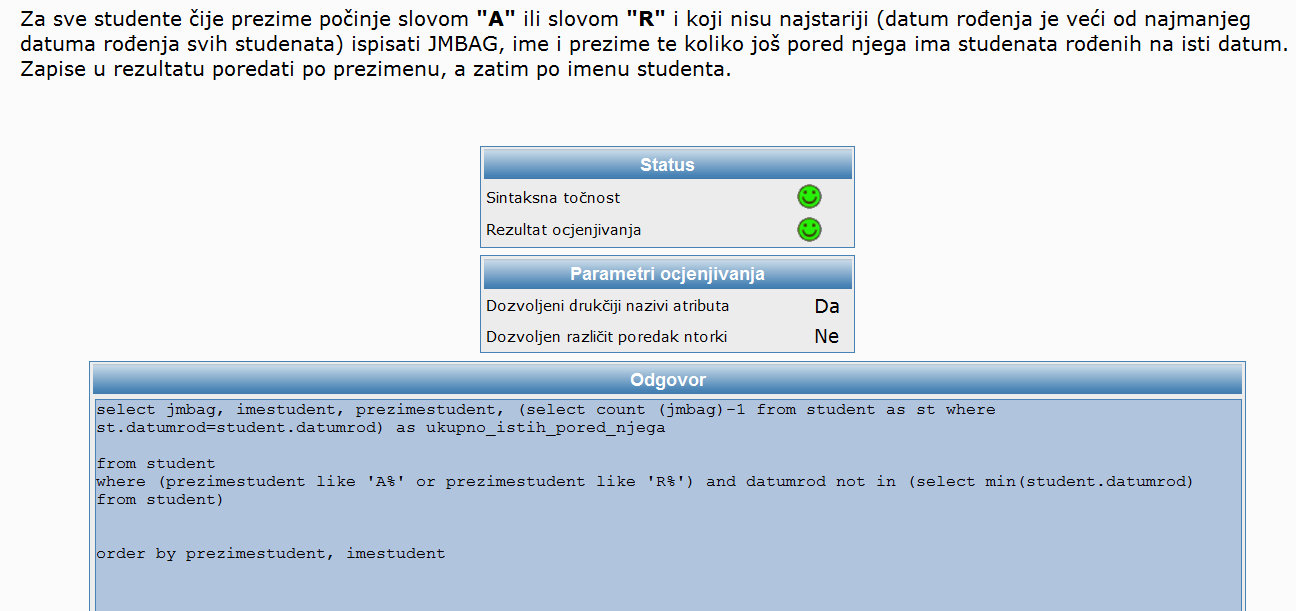 Za sve studente čije prezime počinje slovom "A" ili slovom "R" i koji nisu najstariji (datum rođenja je veći od najmanjeg
datuma rođenja svih studenata) ispisati JMBAG, ime i prezime te koliko još pored njega ima studenata rođenih na isti datum.
Zapise u rezultatu poredati po prezimenu, a zatim po imenu studenta.
Status
Sintaksna točnost
Rezultat ocjenjivanja
Parametri ocjenjivanja
Dozvoljeni drukčiji nazivi atributa Da
Dozvoljen različit poredak ntorki Ne
Odgovor
select jmbag, imestudent, prezimestudent, (select count (jmbag)-1 from student as st where
st.datumrod=student.datumrod) as ukupno_istih_pored_njega
from student
where (prezimestudent like 'A%' or prezimestudent like 'R%') and datumrod not in (select min(student.datumrod)
from student)
order by prezimestudent, imestudent